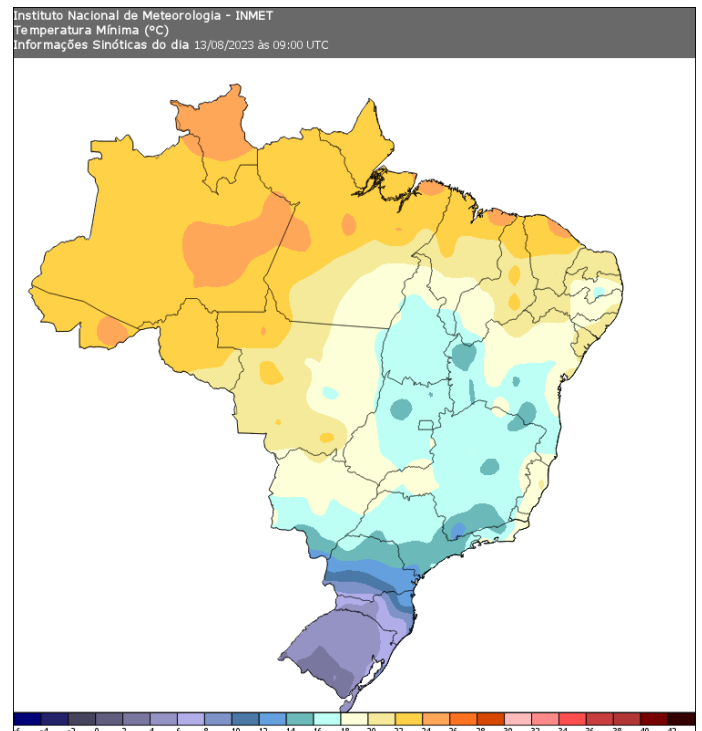 Instituto Nacional de Meteorologia - INMET
Temperatura Mínima (ºC)
Informações Sinóticas do dia 13/08/2023 às 09:00 UTC
-6 -4 -2 0 2 4 6 8 10 12 14 16 18 20 22 24 26 28 30 32 34 36 38 40 42